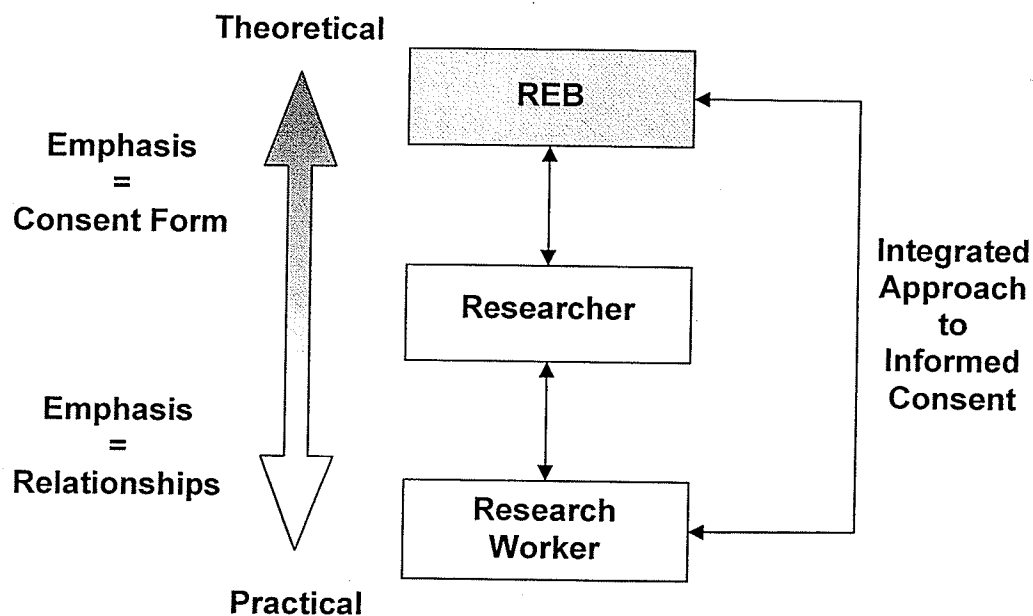 Theoretical
REB
Emphasis
=
Consent Form
Integrated
Approach
to
Informed
Consent
Researcher
Emphasis
=
Relationships
Research
Worker
Practical